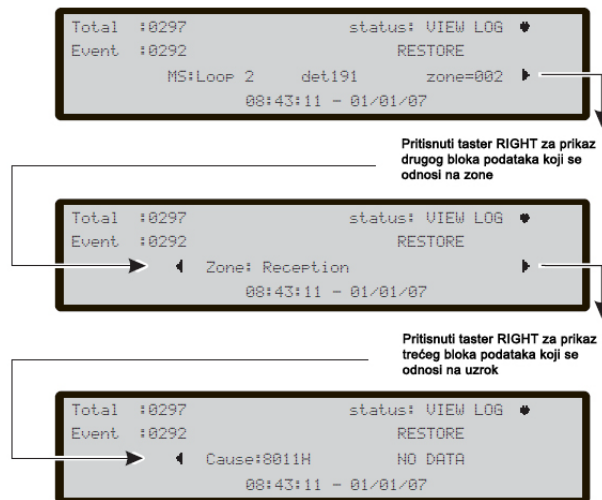 Total :0297 status: VIEW LOG
Event :0292 RESTORE
MS:Loop 2 det191 zone=002
08:43:11 - 01/01/07
Pritisnuti taster RIGHT za prikaz
drugog bloka podataka koji se
odnosi na zone
Total :0297 status: VIEW LOG
Event :0292 RESTORE
Zone: Reception
08:43:11 - 01/01/07
Pritisnuti taster RIGHT za prikaz
trećeg bloka podataka koji se
odnosi na uzrok
Total :0297 status: VIEW LOG
Event :0292 RESTORE
Cause:8011H NO DATA
08:43:11 - 01/01/07